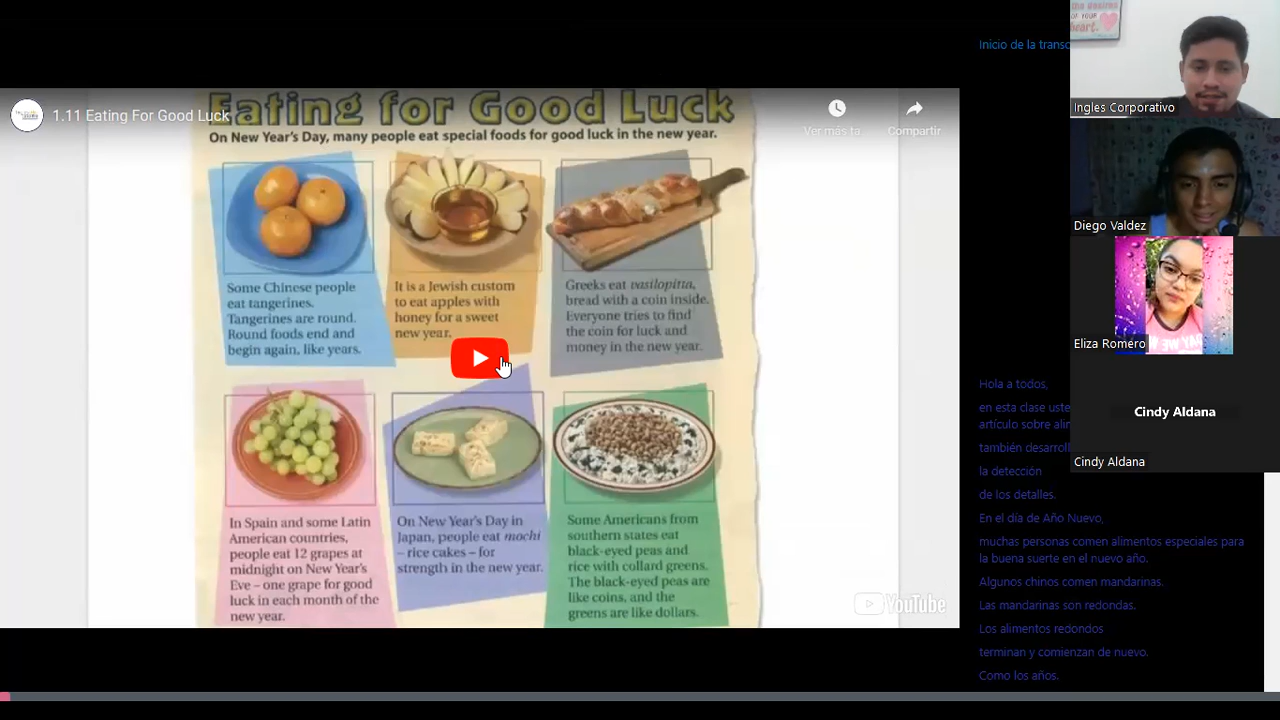 1.11 Eating For Good Luck
Ver más ta
Compartir
Eating for Good Luck
On New Year's Day, many people eat special foods for good luck in the new year.
Some Chinese people
eat tangerines.
Tangerines are round.
Round foods end and
begin again, like years.
It is a Jewish custom
to eat apples with
honey for a sweet
new year.
Greeks eat vasilopitta,
bread with a coin inside.
Everyone tries to find
the coin for luck and
money in the new year.
In Spain and some Latin
American countries,
people eat 12 grapes at
midnight on New Year's
Eve – one grape for good
luck in each month of the
new year.
On New Year's Day in
Japan, people eat mochi
– rice cakes – for
strength in the new year.
Some Americans from
southern states eat
black-eyed peas and
rice with collard greens.
The black-eyed peas are
like coins, and the
greens are like dollars.
YouTube
Inicio de la transc
Hola a todos,
en esta clase uste
artículo sobre alin
también desarroll
la detección
de los detalles.
En el día de Año Nuevo,
muchas personas comen alimentos especiales para
la buena suerte en el nuevo año.
Algunos chinos comen mandarinas.
Las mandarinas son redondas.
Los alimentos redondos
terminan y comienzan de nuevo.
Como los años.
heart.
Ingles Corporativo
Diego Valdez
Eliza Romero
Cindy Aldana
Cindy Aldana